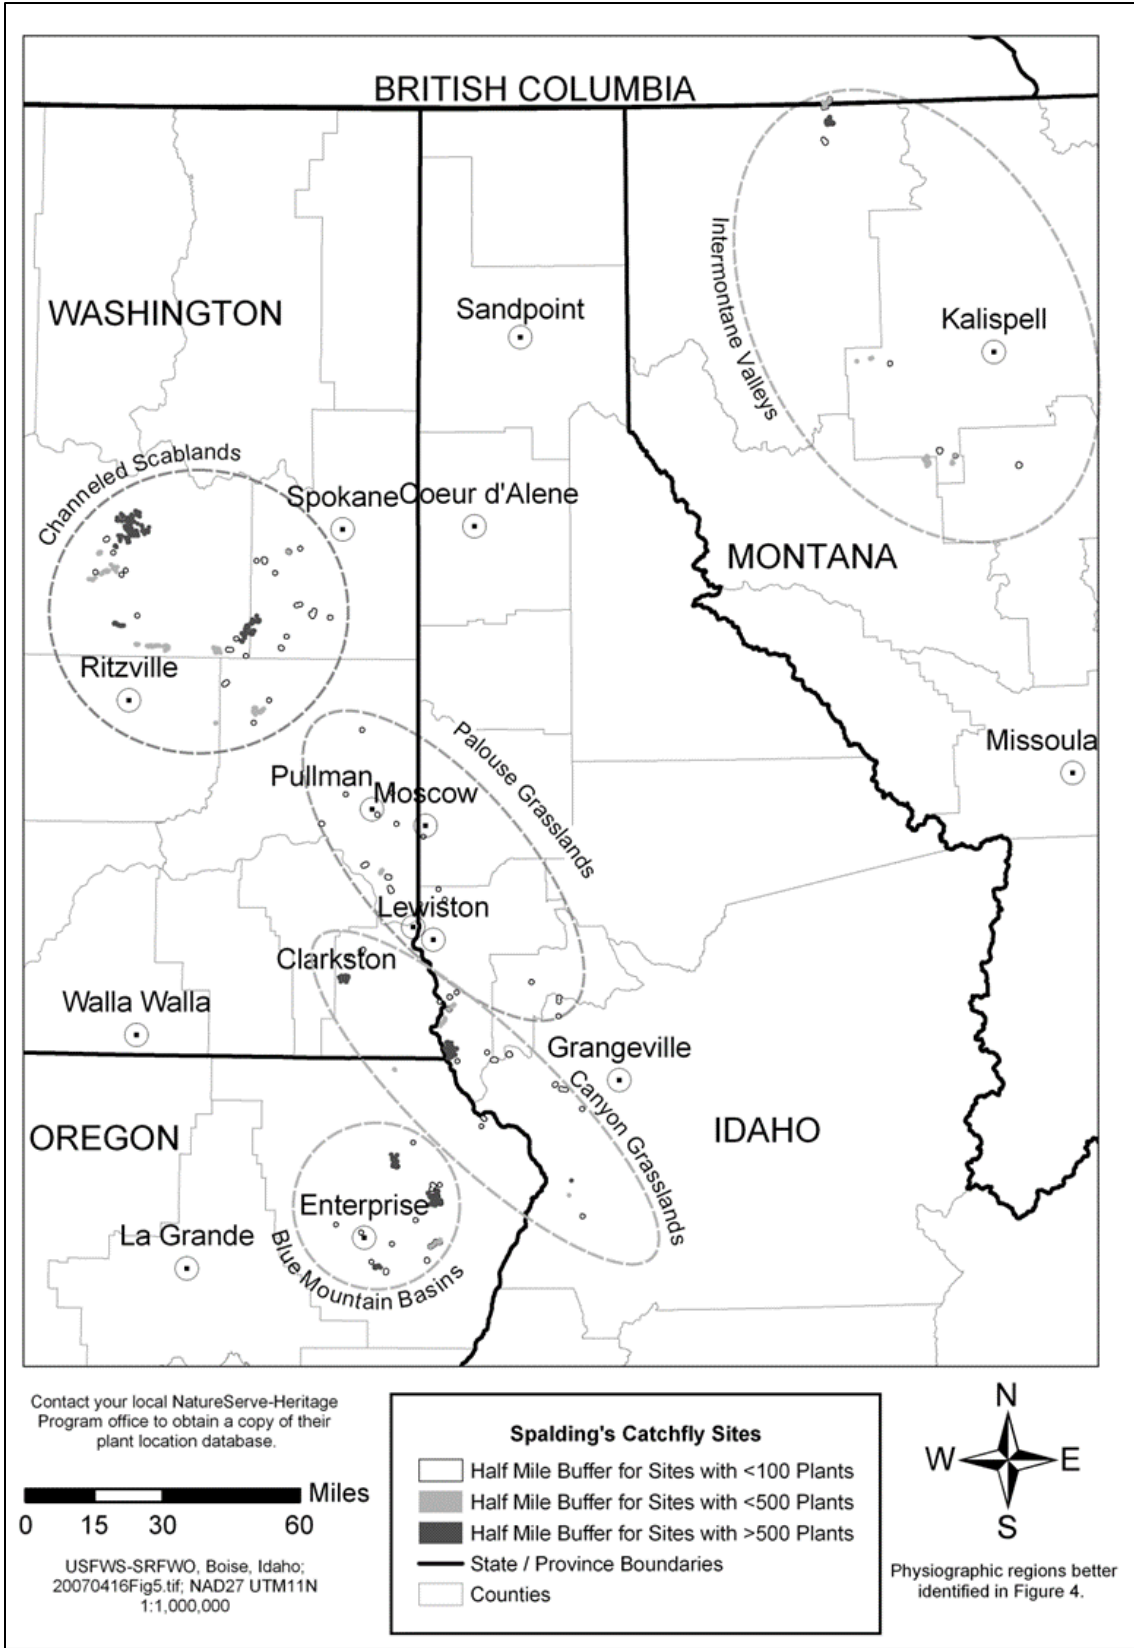 BRITISH COLUMBIA
WASHINGTON
Sandpoint
Intermontane Valleys
Kalispell
Channeled Scablands
Spokane
Coeur d'Alene
MONTANA
Ritzville
Missoula
Pullman
Moscow
Palouse Grasslands
Lewiston
Clarkston
Walla Walla
Grangeville
Canyon Grasslands
OREGON
IDAHO
Enterprise
La Grande
Blue Mountain Basins
Contact your local NatureServe-Heritage
Program office to obtain a copy of their
plant location database.
Miles
0 15 30 60
USFWS-SRFWO, Boise, Idaho;
20070416Fig5.tif; NAD27 UTM11N
1:1,000,000
Spalding's Catchfly Sites
Half Mile Buffer for Sites with <100 Plants
Half Mile Buffer for Sites with <500 Plants
Half Mile Buffer for Sites with >500 Plants
State / Province Boundaries
Counties
N
W E
S
Physiographic regions better
identified in Figure 4.